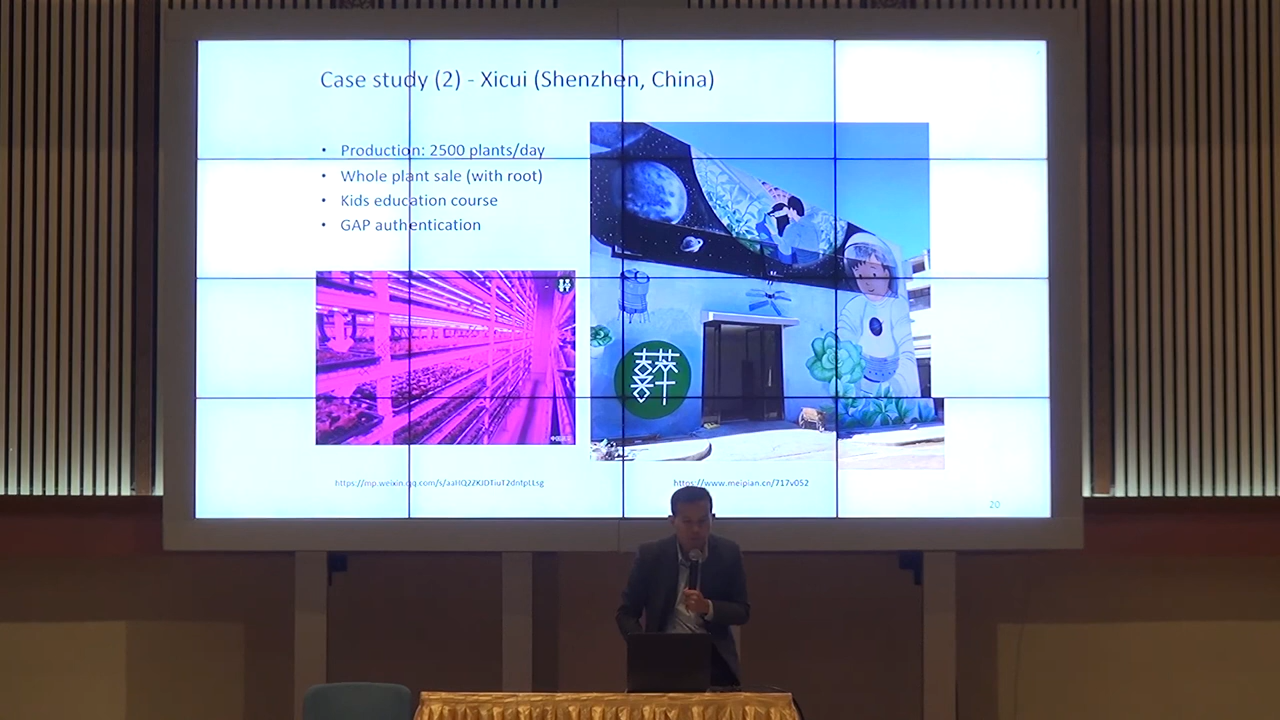 Case study (2) - Xicui (Shenzhen, China)
• Production: 2500 plants/day
• Whole plant sale (with root)
• Kids education course
• GAP authentication
https://www.meipian.cn/717v052
20